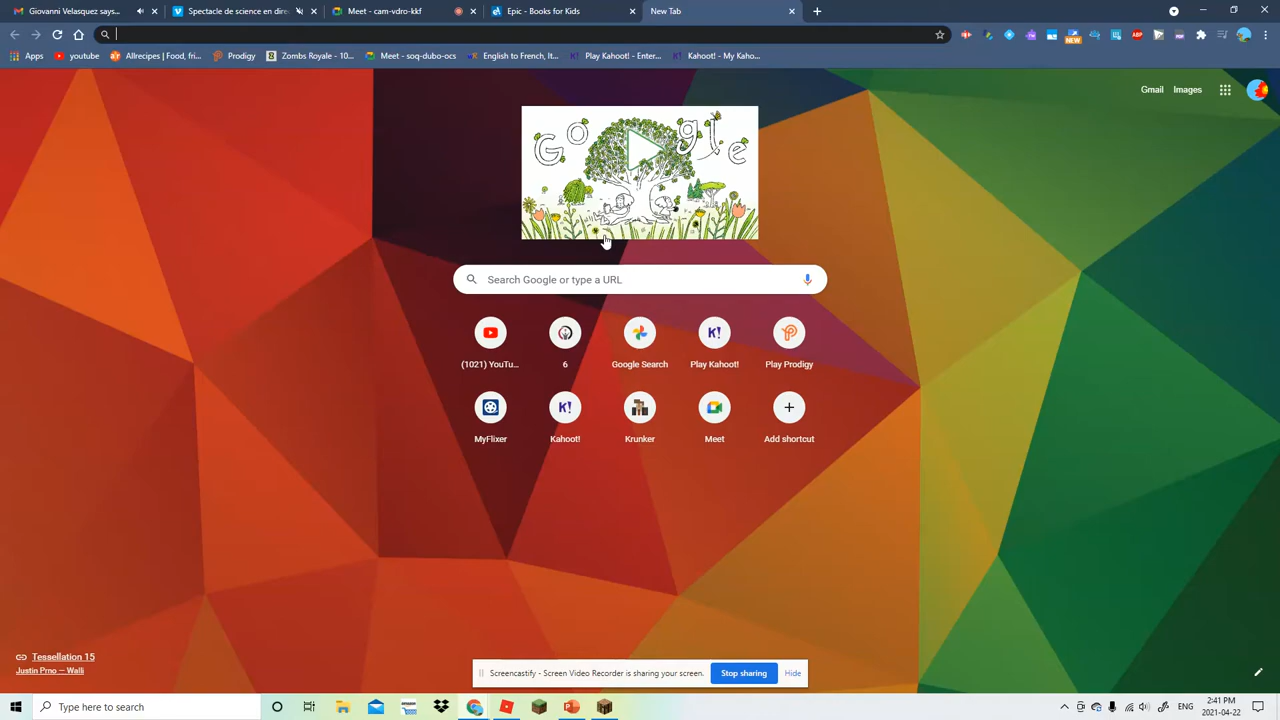 Giovanni Velasquez says...
Spectacle de science en dire
Meet - cam-vdro-kkf
Epic - Books for Kids
New Tab
Apps
youtube
Allrecipes | Food, fri...
Prodigy
Zombs Royale - 10...
Meet - soq-dubo-ocs
English to French, It...
Play Kahoot! - Enter...
Kahoot! - My Kaho...
NEW
ABP
Gmail
Images
Google
Search Google or type a URL
(1021) YouTu...
6
Google Search
Play Kahoot!
Play Prodigy
MyFlixer
Kahoot!
Krunker
Meet
Add shortcut
Tessellation 15
Justin Prno — Walli
Screencastify - Screen Video Recorder is sharing your screen.
Stop sharing
Hide
Type here to search
ENG
2:41 PM
2021-04-22